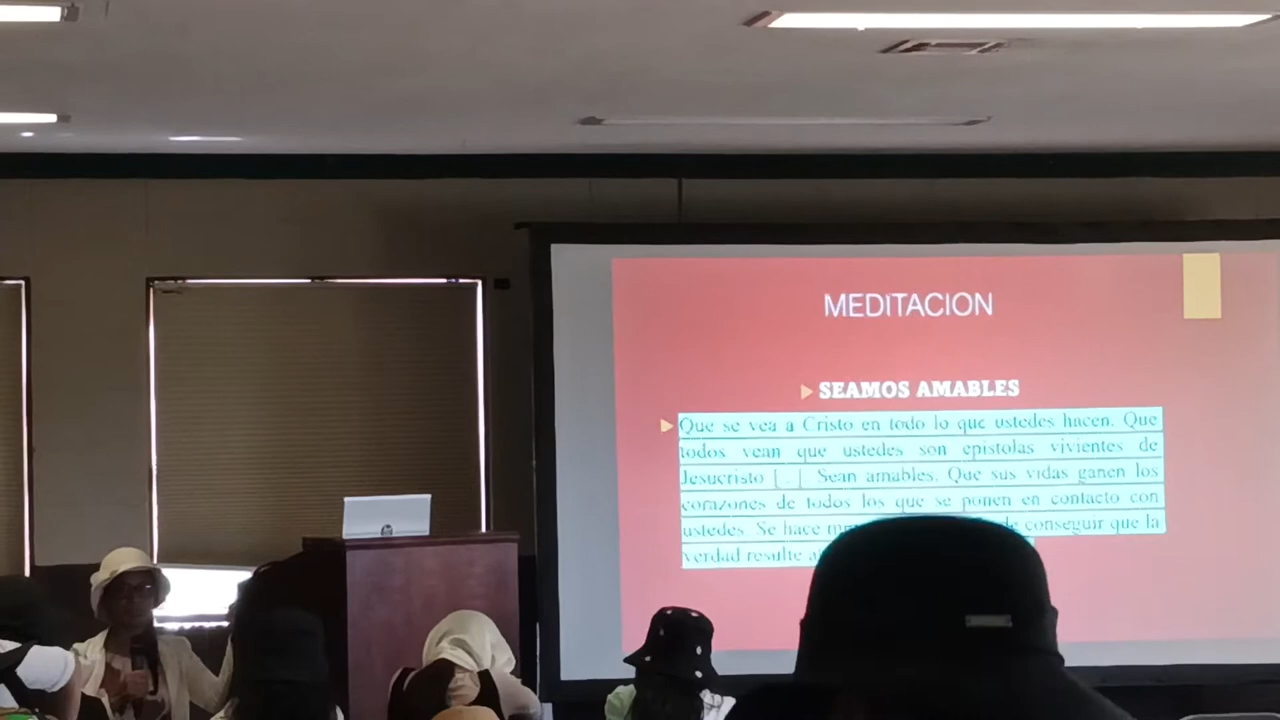 MEDITACION
SEAMOS AMABLES
Que se vea a Cristo en todo lo que ustedes hacen. Que
todos vean que ustedes son epistolas vivientes de
Jesucristo [.] Sean amables. Que sus vidas ganen los
corazones de todos los que se ponen en contacto con
ustedes. Se hace de conseguir que la
verdad resulte